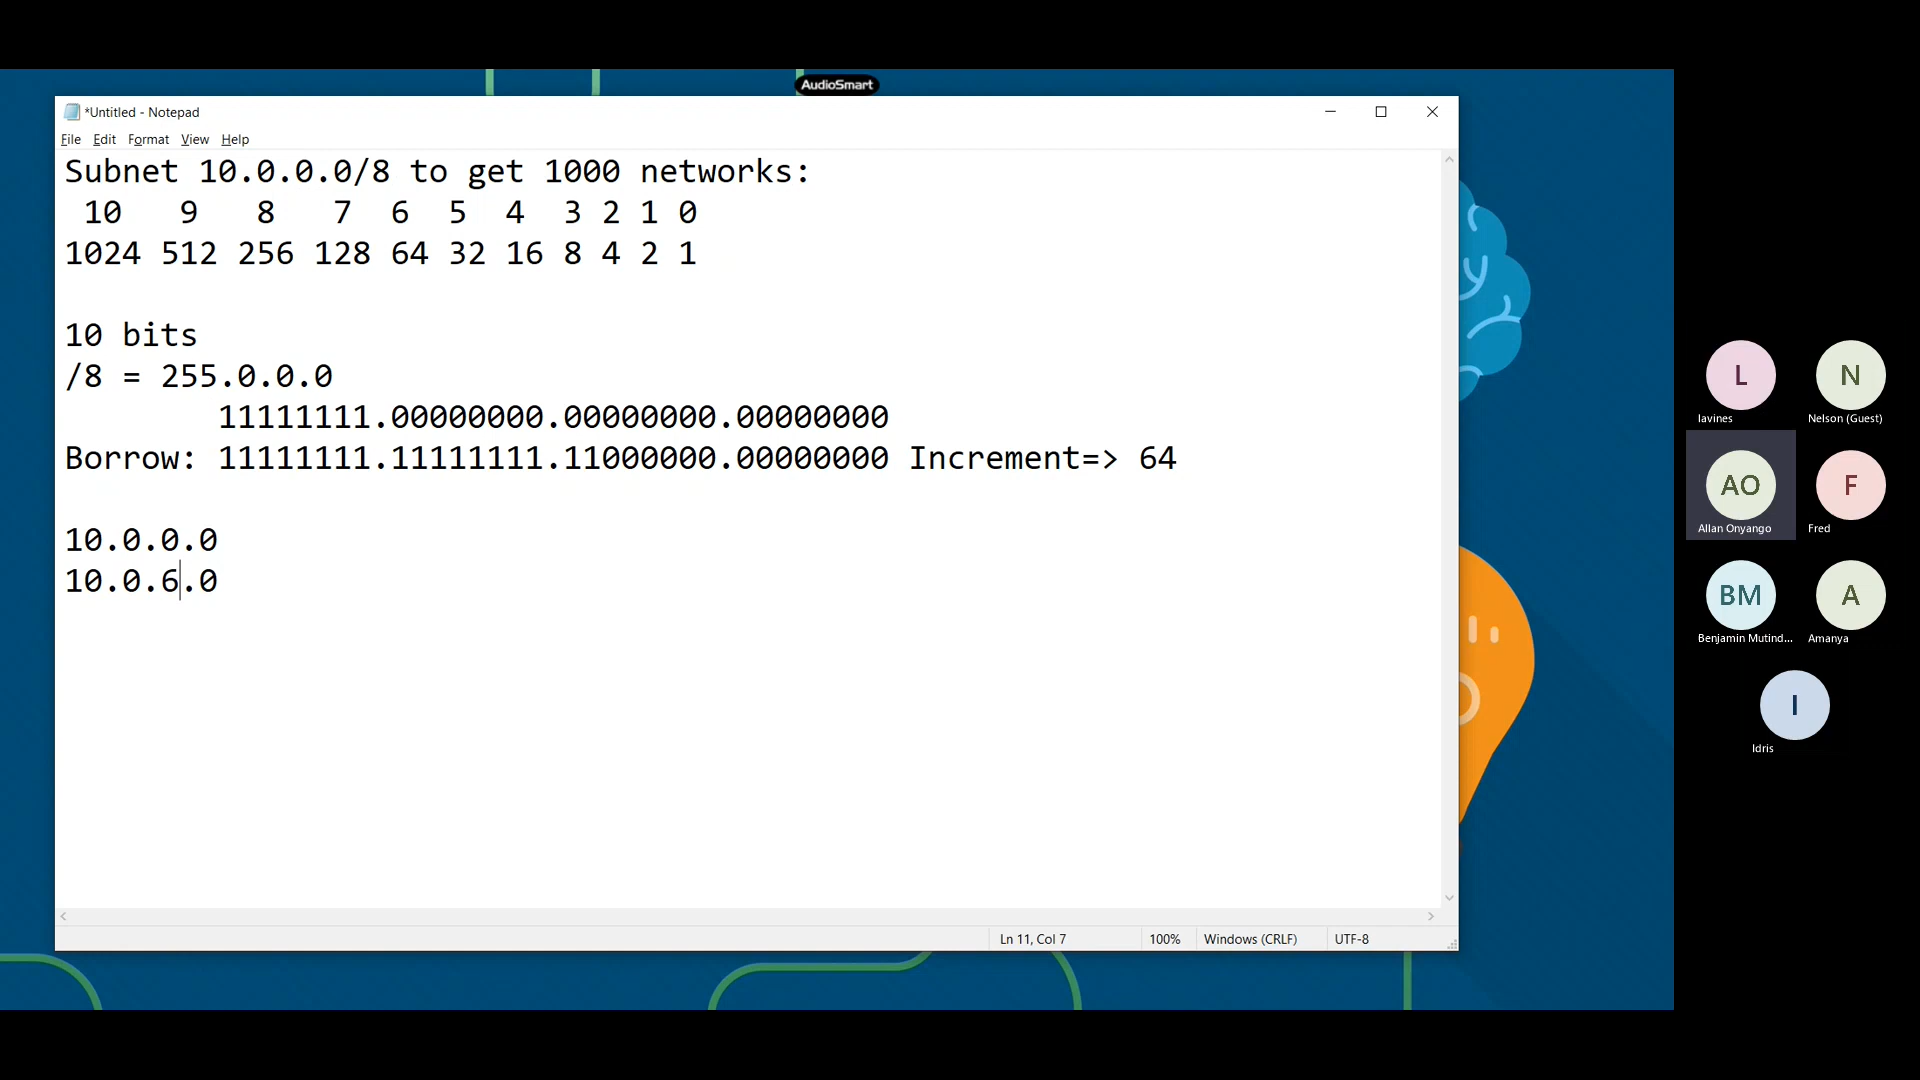 AudioSmart
*Untitled - Notepad
File Edit Format View Help
Subnet 10.0.0.0/8 to get 1000 networks:
10 9 8 7 6 5 4 3 2 1 0
1024 512 256 128 64 32 16 8 4 2 1
10 bits
/8 = 255.0.0.0
11111111.00000000.00000000.00000000
Borrow: 11111111.11111111.11000000.00000000 Increment=> 64
10.0.0.0
10.0.6.0
Ln 11, Col 7 100% Windows (CRLF) UTF-8
L N
lavines Nelson (Guest)
AO F
Allan Onyango Fred
BM A
Benjamin Mutind... Amanya
I
Idris